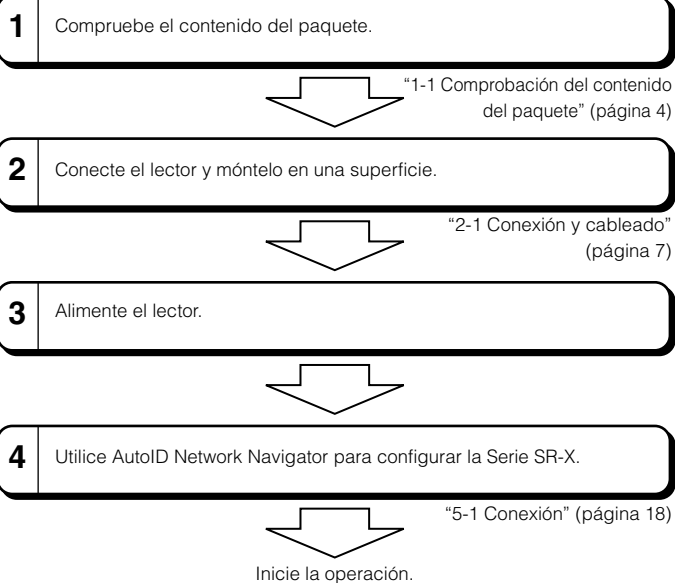 1
Compruebe el contenido del paquete.
“1-1 Comprobación del contenido
del paquete” (página 4)
2
Conecte el lector y móntelo en una superficie.
“2-1 Conexión y cableado”
(página 7)
3
Alimente el lector.
4
Utilice AutoID Network Navigator para configurar la Serie SR-X.
“5-1 Conexión” (página 18)
Inicie la operación.